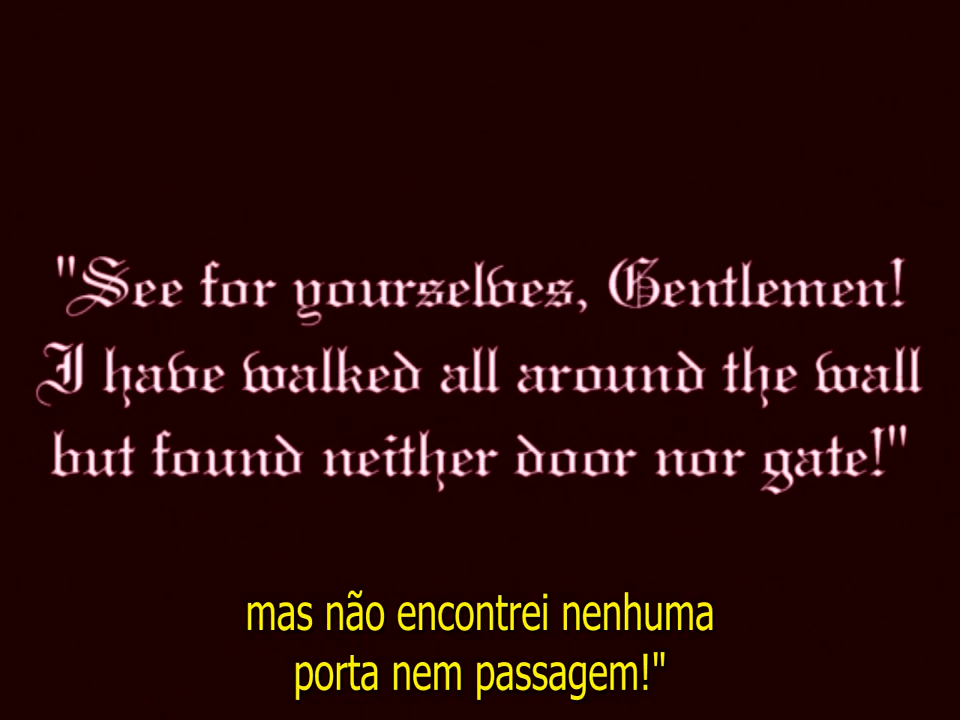 "See for yourselves, Gentlemen!
I have walked all around the wall
but found neither door nor gate!"
mas não encontrei nenhuma
porta nem passagem!"